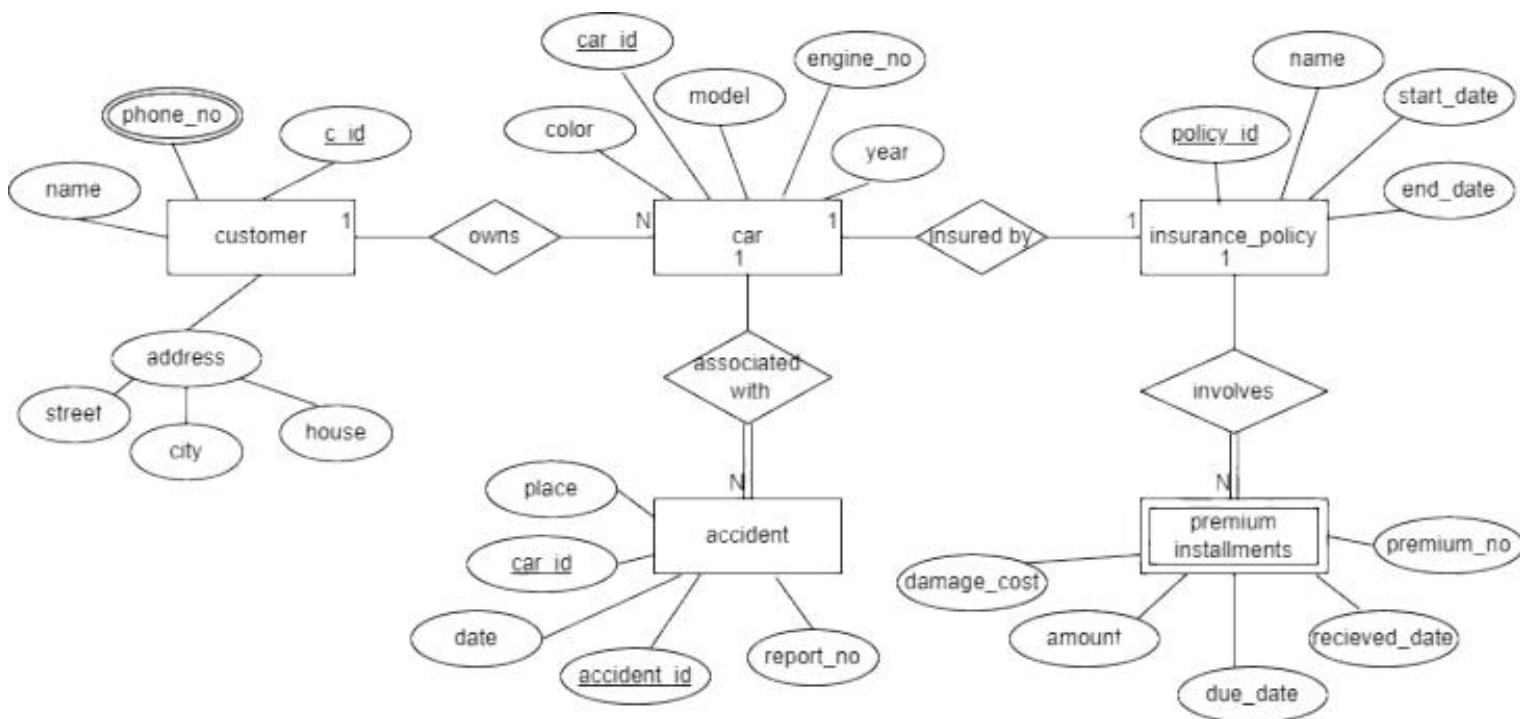 car_id
engine_no
name
phone_no
model
start_date
c_id
color
policy_id
year
name
end_date
customer
1
owns
N
car
1
1
insured by
1
insurance_policy
1
address
associated
with
involves
street
house
city
place
N
N
accident
premium
installments
premium_no
car_id
damage_cost
date
amount
recieved_date
report_no
accident_id
due_date